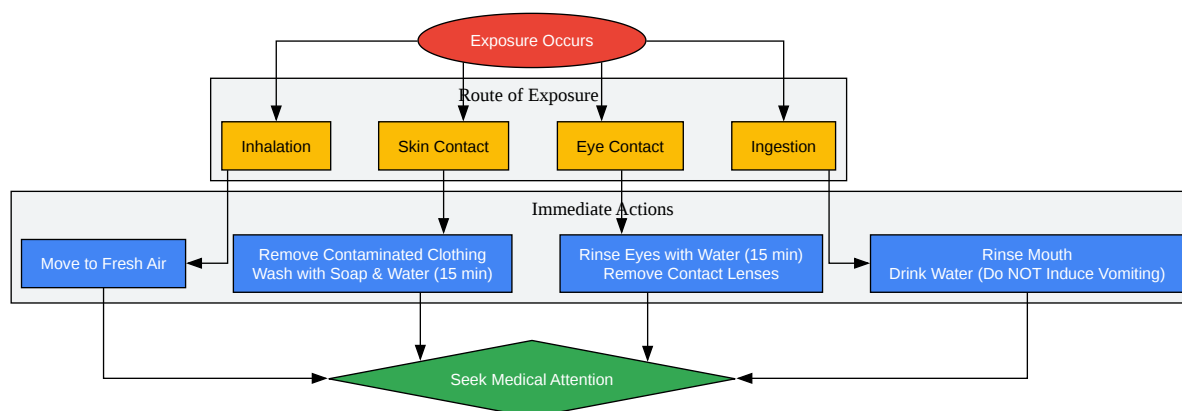 Exposure Occurs
Route of Exposure
Inhalation
Skin Contact
Eye Contact
Ingestion
Immediate Actions
Move to Fresh Air
Remove Contaminated Clothing
Wash with Soap & Water (15 min)
Rinse Eyes with Water (15 min)
Remove Contact Lenses
Rinse Mouth
Drink Water (Do NOT Induce Vomiting)
Seek Medical Attention